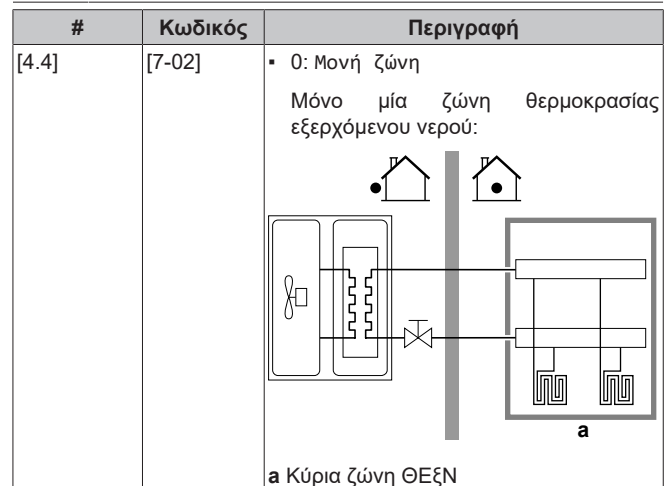 # Κωδικός Περιγραφή
[4.4] [7-02] ▪ 0: Μονή ζώνη
Μόνο μία ζώνη θερμοκρασίας
εξερχόμενου νερού:
a
a Κύρια ζώνη ΘΕξΝ